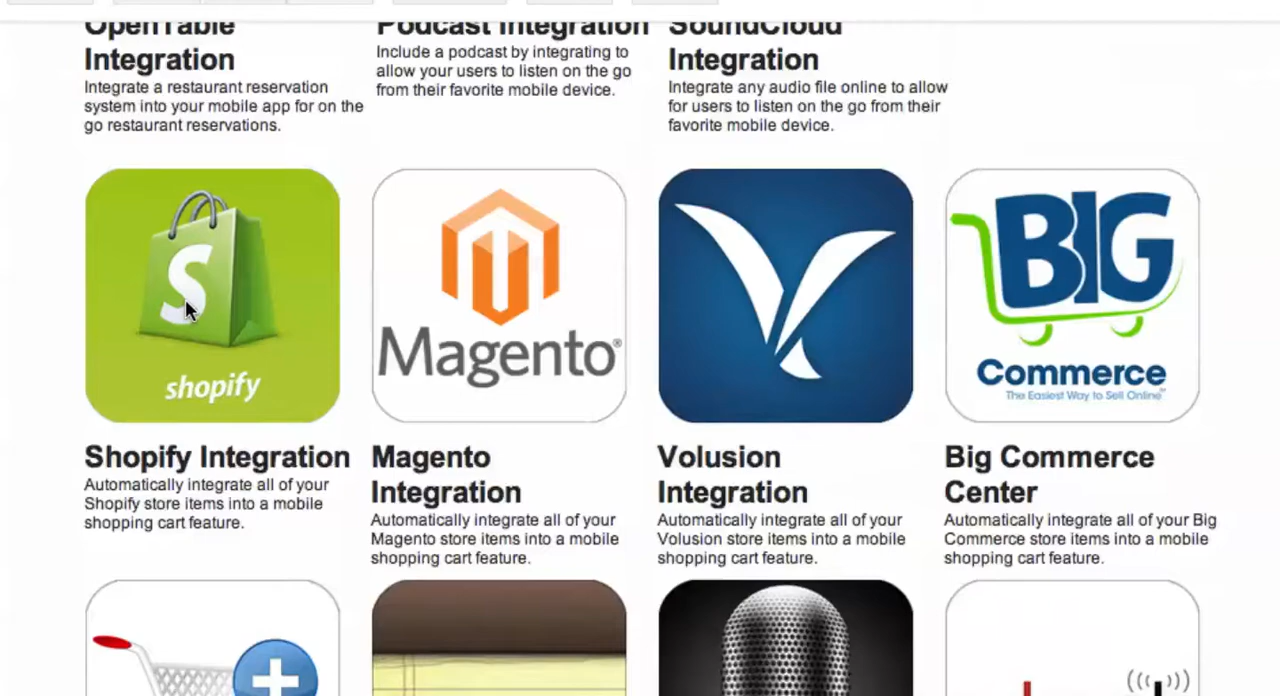 OpenTable
Integration
Integrate a restaurant reservation
system into your mobile app for on the
go restaurant reservations.
Podcast Integration
Include a podcast by integrating to
allow your users to listen on the go
from their favorite mobile device.
SoundCloud
Integration
Integrate any audio file online to allow
for users to listen on the go from their
favorite mobile device.
S
shopify
Magento®
BIG
Commerce
The Easiest Way to Sell Online™
Shopify Integration
Automatically integrate all of your
Shopify store items into a mobile
shopping cart feature.
Magento
Integration
Automatically integrate all of your
Magento store items into a mobile
shopping cart feature.
Volusion
Integration
Automatically integrate all of your
Volusion store items into a mobile
shopping cart feature.
Big Commerce
Center
Automatically integrate all of your Big
Commerce store items into a mobile
shopping cart feature.